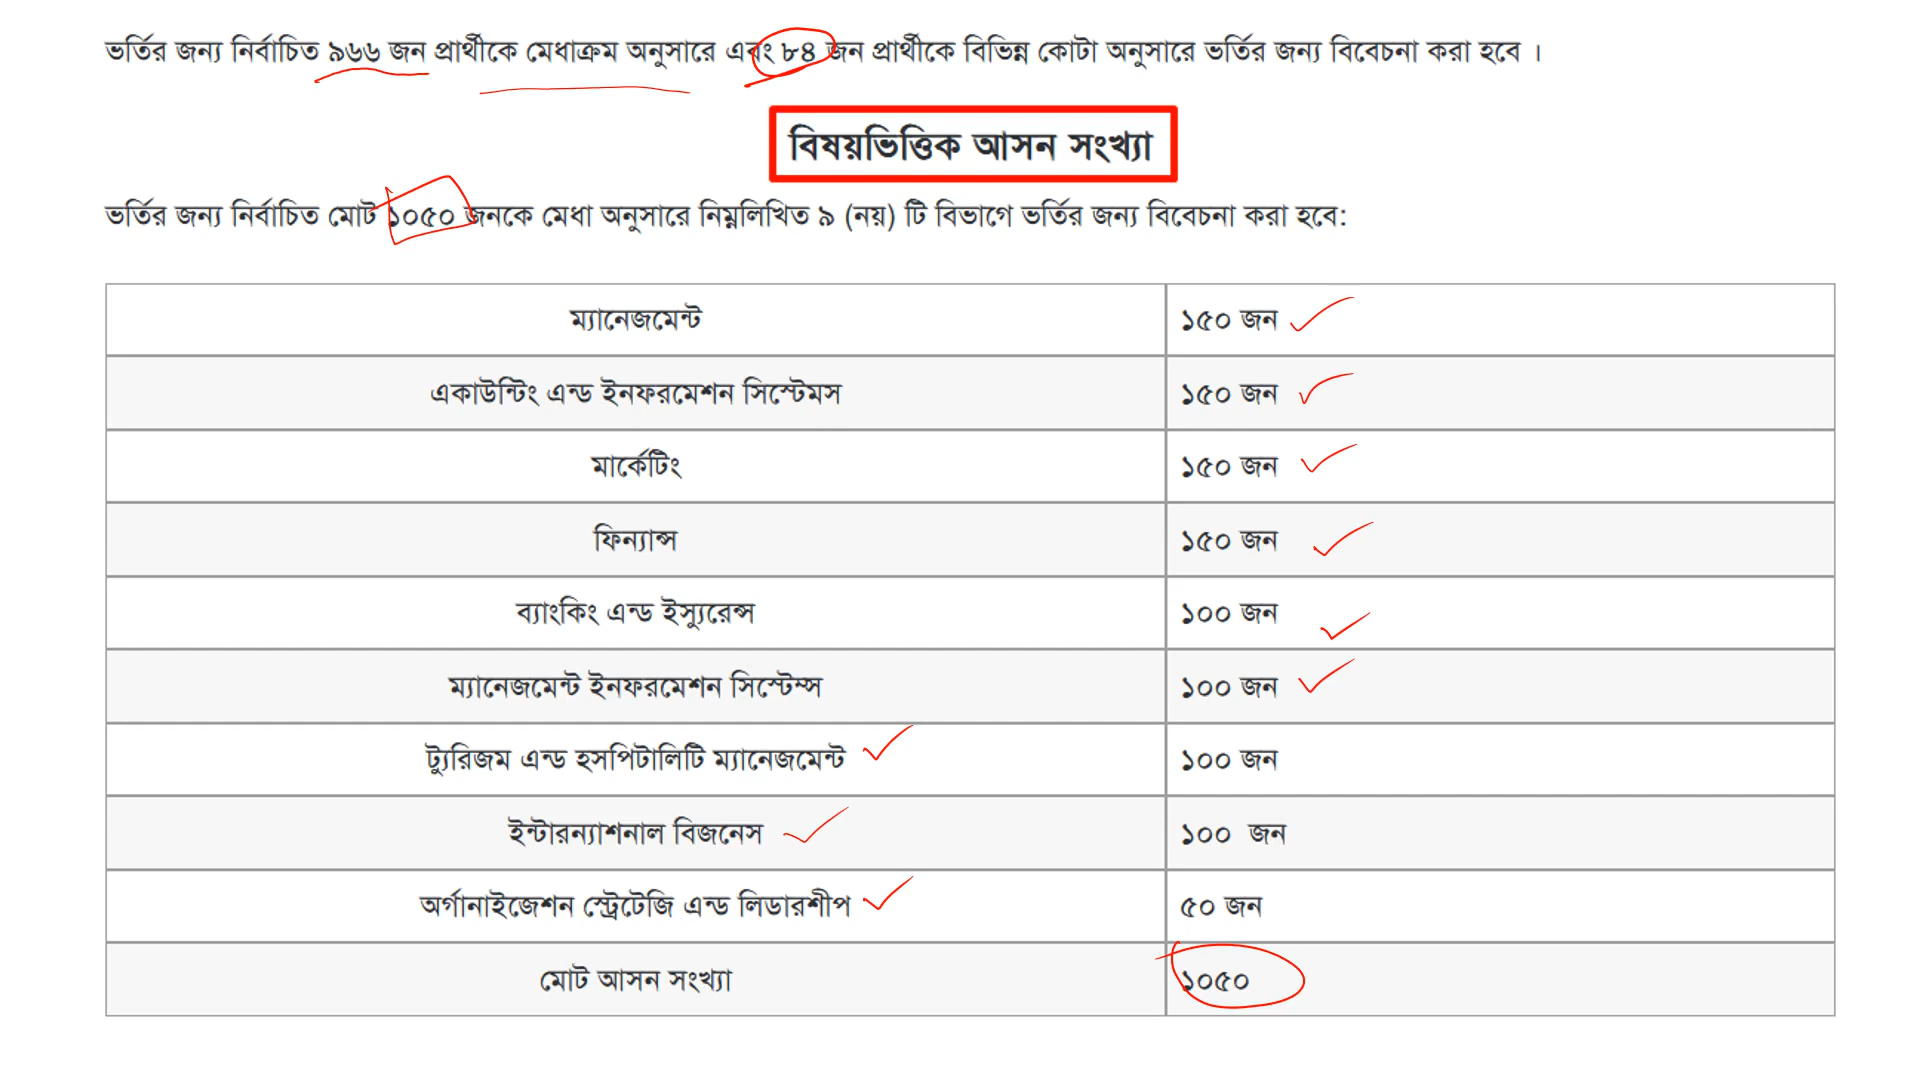 ভর্তির জন্য নির্বাচিত ৯৬৬ জন প্রার্থীকে মেধাক্রম অনুসারে এবং ৮৪ জন প্রার্থীকে বিভিন্ন কোটা অনুসারে ভর্তির জন্য বিবেচনা করা হবে ।
বিষয়ভিত্তিক আসন সংখ্যা
ভর্তির জন্য নির্বাচিত মোট ১০৫০ জনকে মেধা অনুসারে নিম্নলিখিত ৯ (নয়) টি বিভাগে ভর্তির জন্য বিবেচনা করা হবে:
ম্যানেজমেন্ট ১৫০ জন
একাউন্টিং এন্ড ইনফরমেশন সিস্টেমস ১৫০ জন
মার্কেটিং ১৫০ জন
ফিন্যান্স ১৫০ জন
ব্যাংকিং এন্ড ইস্যুরেন্স ১০০ জন
ম্যানেজমেন্ট ইনফরমেশন সিস্টেম্স ১০০ জন
ট্যুরিজম এন্ড হসপিটালিটি ম্যানেজমেন্ট ১০০ জন
ইন্টারন্যাশনাল বিজনেস ১০০ জন
অর্গানাইজেশন স্ট্রেটেজি এন্ড লিডারশীপ ৫০ জন
মোট আসন সংখ্যা ১০৫০